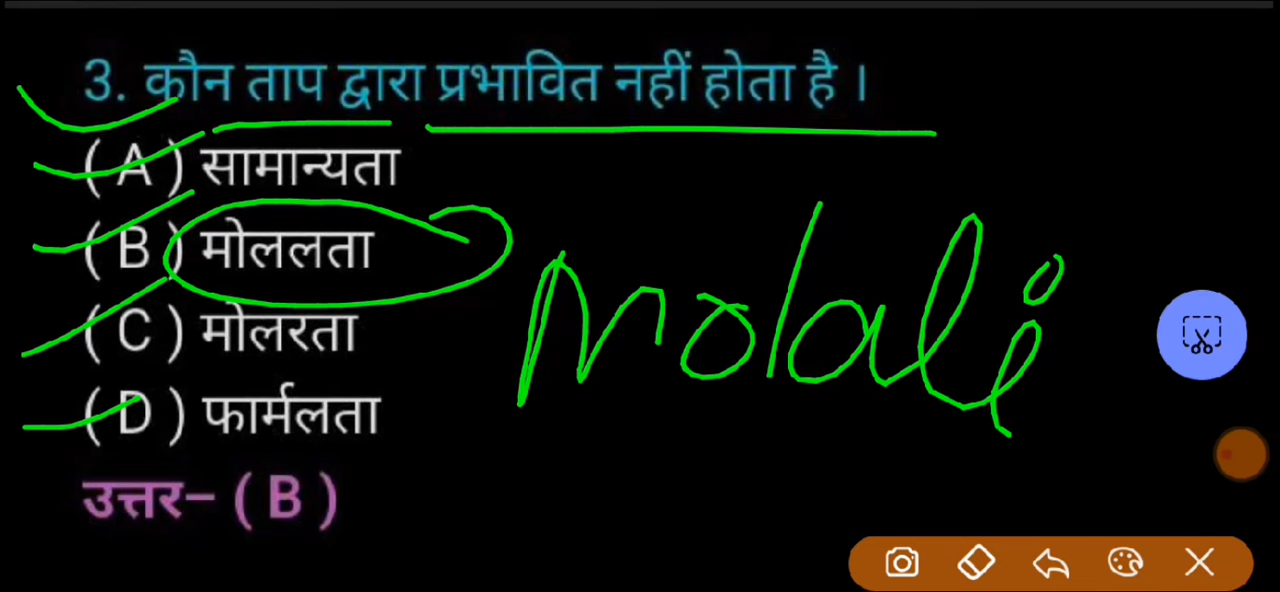 3. कौन ताप द्वारा प्रभावित नहीं होता है ।
( A ) सामान्यता
( B ) मोललता
( C ) मोलरता
( D ) फार्मलता
उत्तर– ( B )
Molali